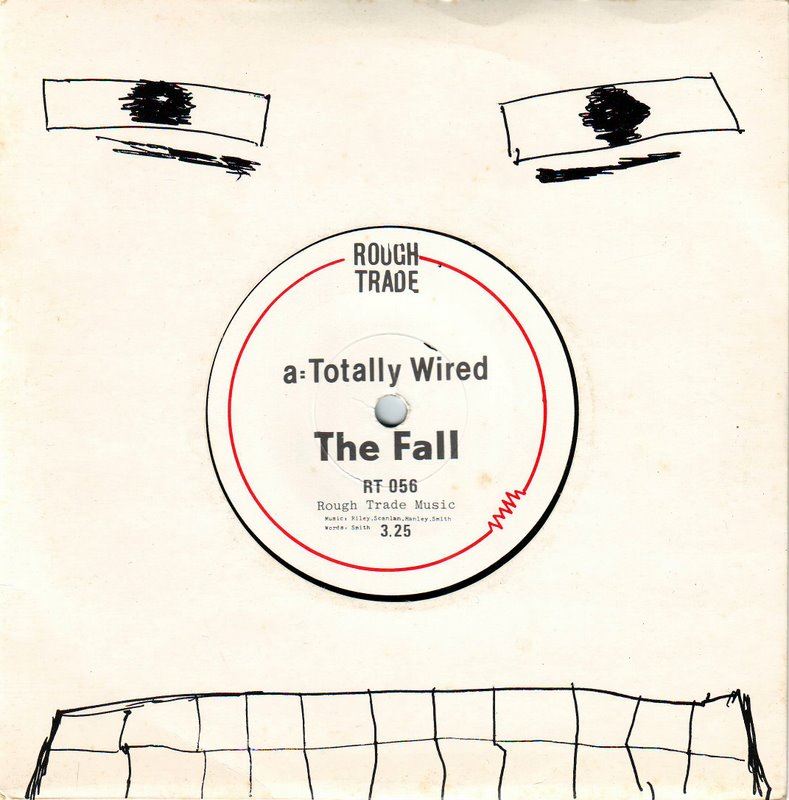 ROUGH
TRADE
a:Totally Wired
The Fall
RT 056
Rough Trade Music
Music: Riley,Scanlan,Hanley,Smith
Words: Smith 3.25